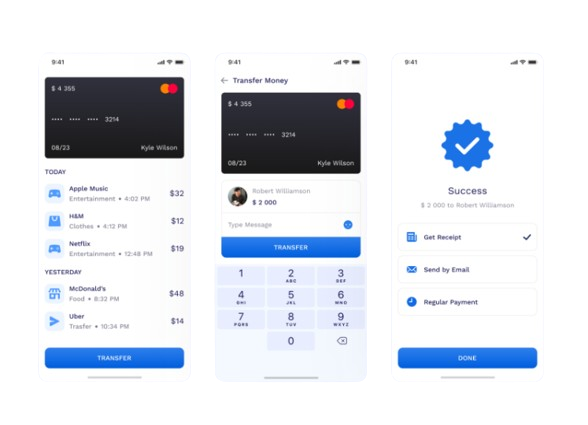 9:41
$ 4 355
•••• •••• •••• 3214
08/23 Kyle Wilson
TODAY
Apple Music
Entertainment • 4:02 PM
$32
H&M
Clothes • 4:12 PM
$12
Netflix
Entertainment • 12:48 PM
$19
YESTERDAY
McDonald's
Food • 8:32 PM
$48
Uber
Trasfer • 10:34 PM
$14
TRANSFER
9:41
Transfer Money
$ 4 355
•••• •••• •••• 3214
08/23 Kyle Wilson
Robert Williamson
$ 2 000
Type Message
TRANSFER
1 2 3
ABC DEF
4 5 6
GHI JKL MNO
7 8 9
PQRS TUV WXYZ
0
9:41
Success
$ 2 000 to Robert Williamson
Get Receipt
Send by Email
Regular Payment
DONE